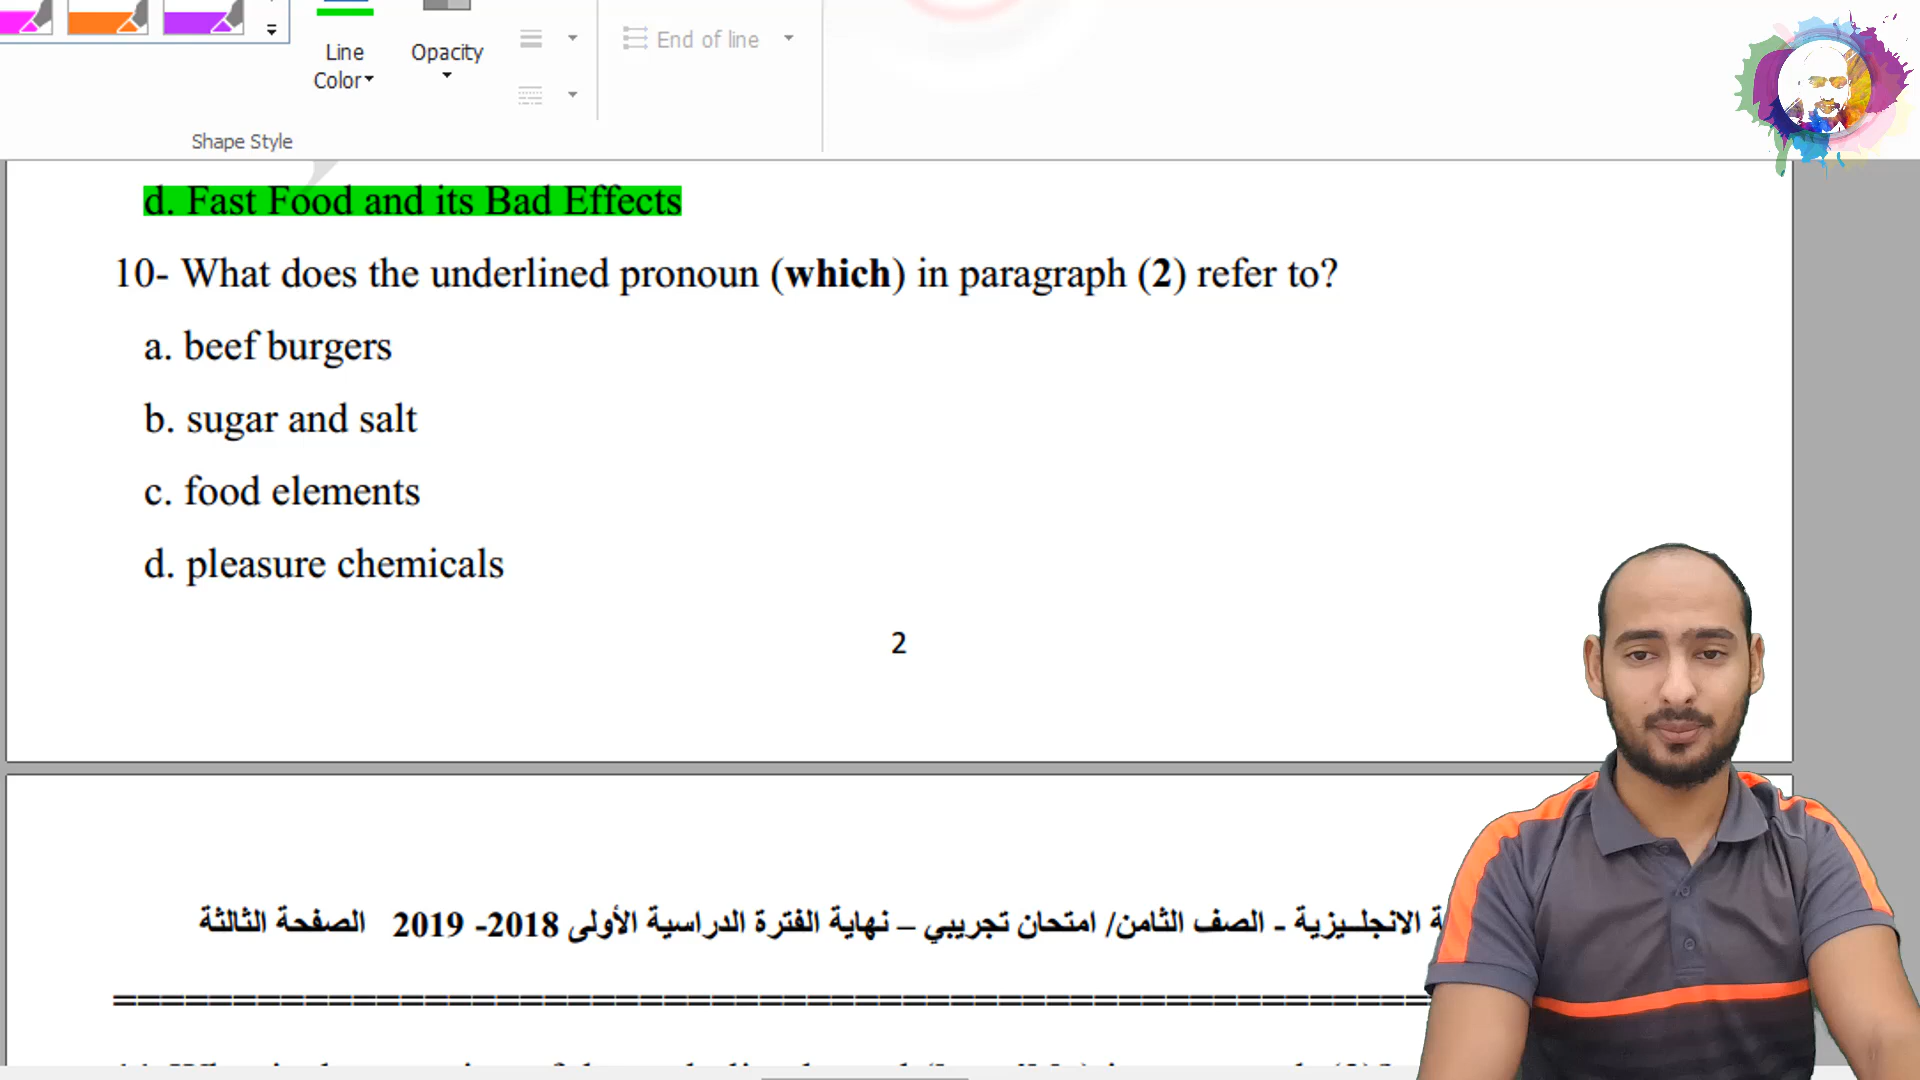 Line
Color
Opacity
End of line
Shape Style
d. Fast Food and its Bad Effects
10- What does the underlined pronoun (which) in paragraph (2) refer to?
a. beef burgers
b. sugar and salt
c. food elements
d. pleasure chemicals
2
الانجلـيزية - الصف الثامن/ امتحان تجريبي – نهاية الفترة الدراسية الأولى 2018- 2019 الصفحة الثالثة